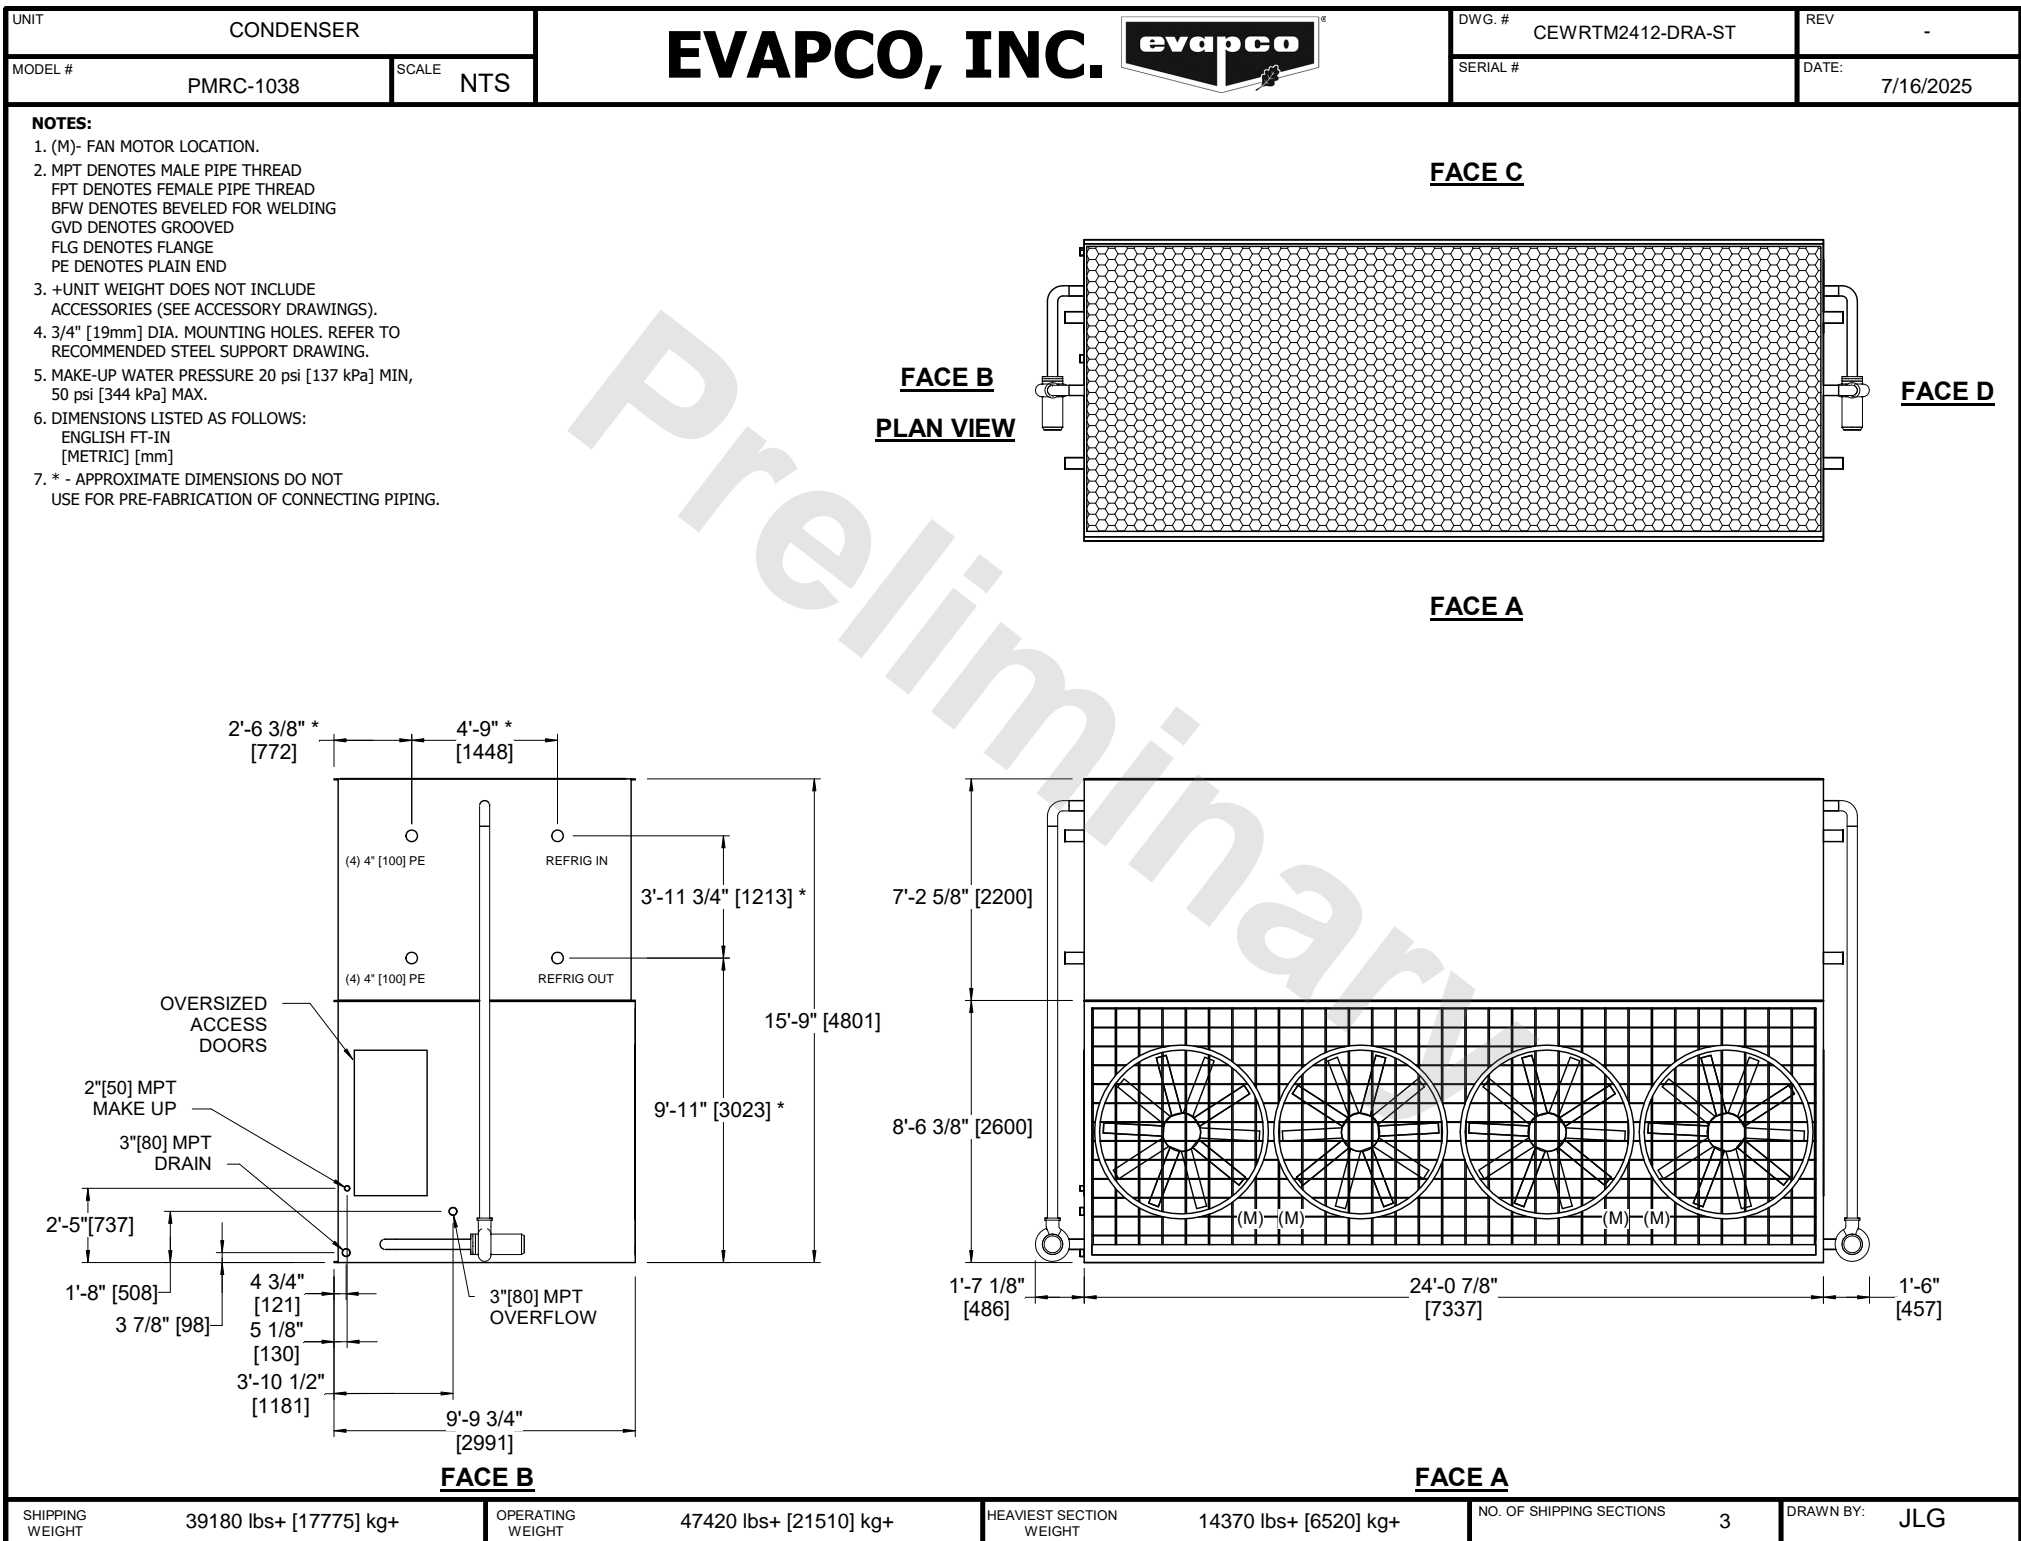 UNIT
CONDENSER
MODEL #
PMRC-1038
SCALE
NTS
EVAPCO, INC.
evapco
®
DWG. #
CEWRTM2412-DRA-ST
REV
-
SERIAL #
DATE:
7/16/2025
NOTES:
1. (M)- FAN MOTOR LOCATION.
2. MPT DENOTES MALE PIPE THREAD
FPT DENOTES FEMALE PIPE THREAD
BFW DENOTES BEVELED FOR WELDING
GVD DENOTES GROOVED
FLG DENOTES FLANGE
PE DENOTES PLAIN END
3. +UNIT WEIGHT DOES NOT INCLUDE
ACCESSORIES (SEE ACCESSORY DRAWINGS).
4. 3/4" [19mm] DIA. MOUNTING HOLES. REFER TO
RECOMMENDED STEEL SUPPORT DRAWING.
5. MAKE-UP WATER PRESSURE 20 psi [137 kPa] MIN,
50 psi [344 kPa] MAX.
6. DIMENSIONS LISTED AS FOLLOWS:
ENGLISH FT-IN
[METRIC] [mm]
7. * - APPROXIMATE DIMENSIONS DO NOT
USE FOR PRE-FABRICATION OF CONNECTING PIPING.
FACE C
FACE B
PLAN VIEW
FACE D
FACE A
Preliminary
2'-6 3/8" *
[772]
4'-9" *
[1448]
(4) 4" [100] PE
REFRIG IN
3'-11 3/4" [1213] *
(4) 4" [100] PE
REFRIG OUT
OVERSIZED
ACCESS
DOORS
15'-9" [4801]
2"[50] MPT
MAKE UP
3"[80] MPT
DRAIN
9'-11" [3023] *
2'-5"[737]
1'-8" [508]
3 7/8" [98]
4 3/4"
[121]
5 1/8"
[130]
3"[80] MPT
OVERFLOW
3'-10 1/2"
[1181]
9'-9 3/4"
[2991]
FACE B
7'-2 5/8" [2200]
8'-6 3/8" [2600]
(M) (M) (M) (M)
1'-7 1/8"
[486]
24'-0 7/8"
[7337]
1'-6"
[457]
FACE A
SHIPPING
WEIGHT
39180 lbs+ [17775] kg+
OPERATING
WEIGHT
47420 lbs+ [21510] kg+
HEAVIEST SECTION
WEIGHT
14370 lbs+ [6520] kg+
NO. OF SHIPPING SECTIONS
3
DRAWN BY:
JLG